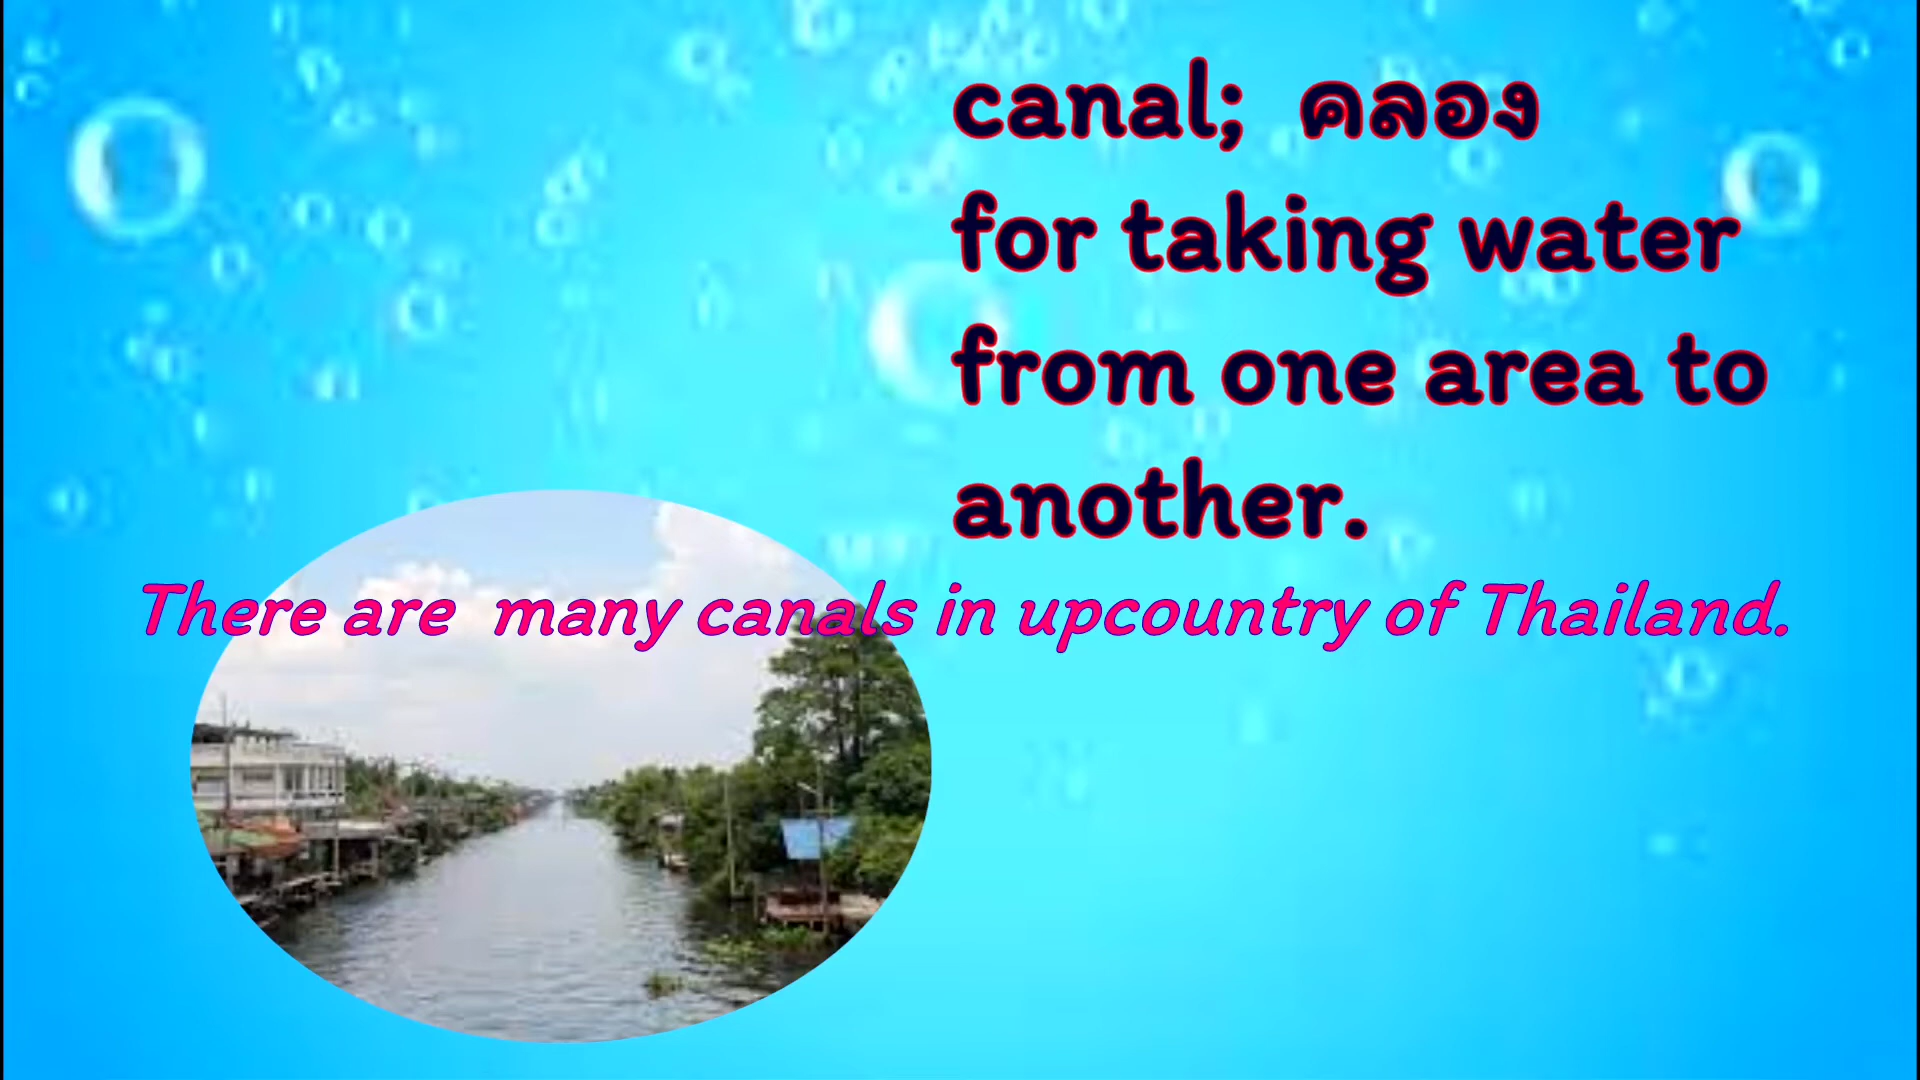 canal; คลอง
for taking water
from one area to
another.
There are many canals in upcountry of Thailand.